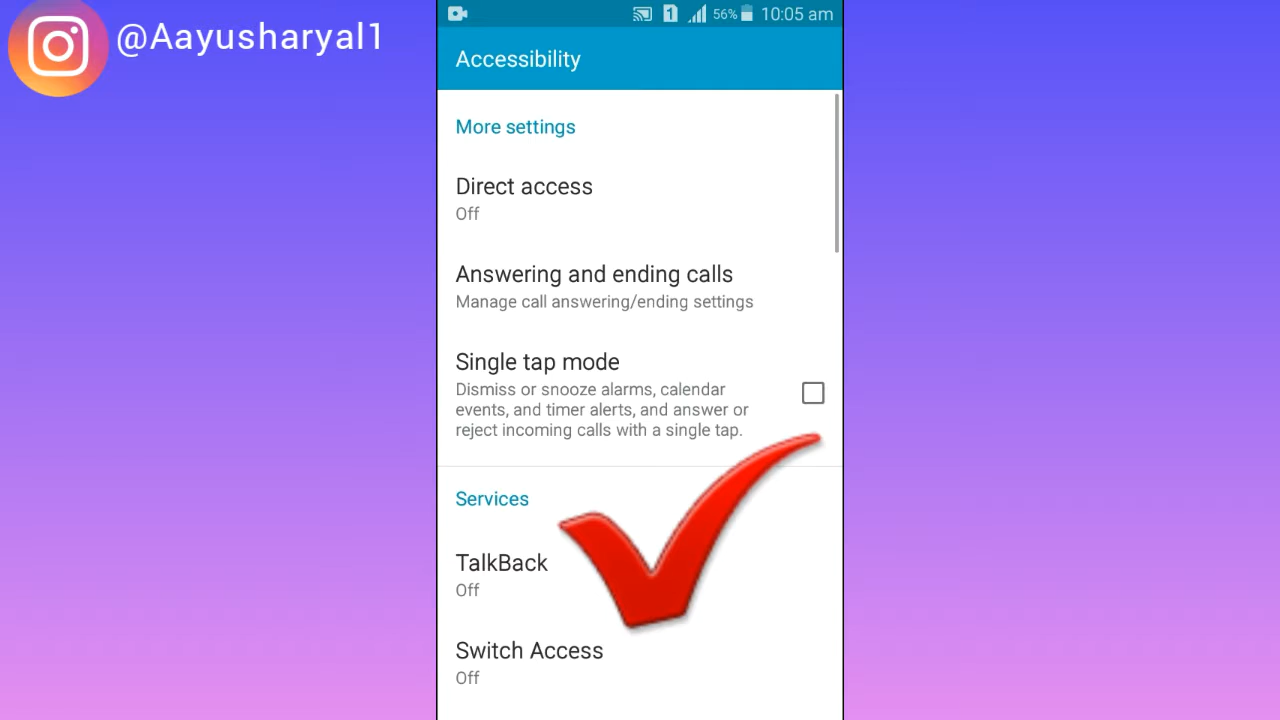 @Aayusharyal1
1 56% 10:05 am
Accessibility
More settings
Direct access
Off
Answering and ending calls
Manage call answering/ending settings
Single tap mode
Dismiss or snooze alarms, calendar
events, and timer alerts, and answer or
reject incoming calls with a single tap.
Services
TalkBack
Off
Switch Access
Off